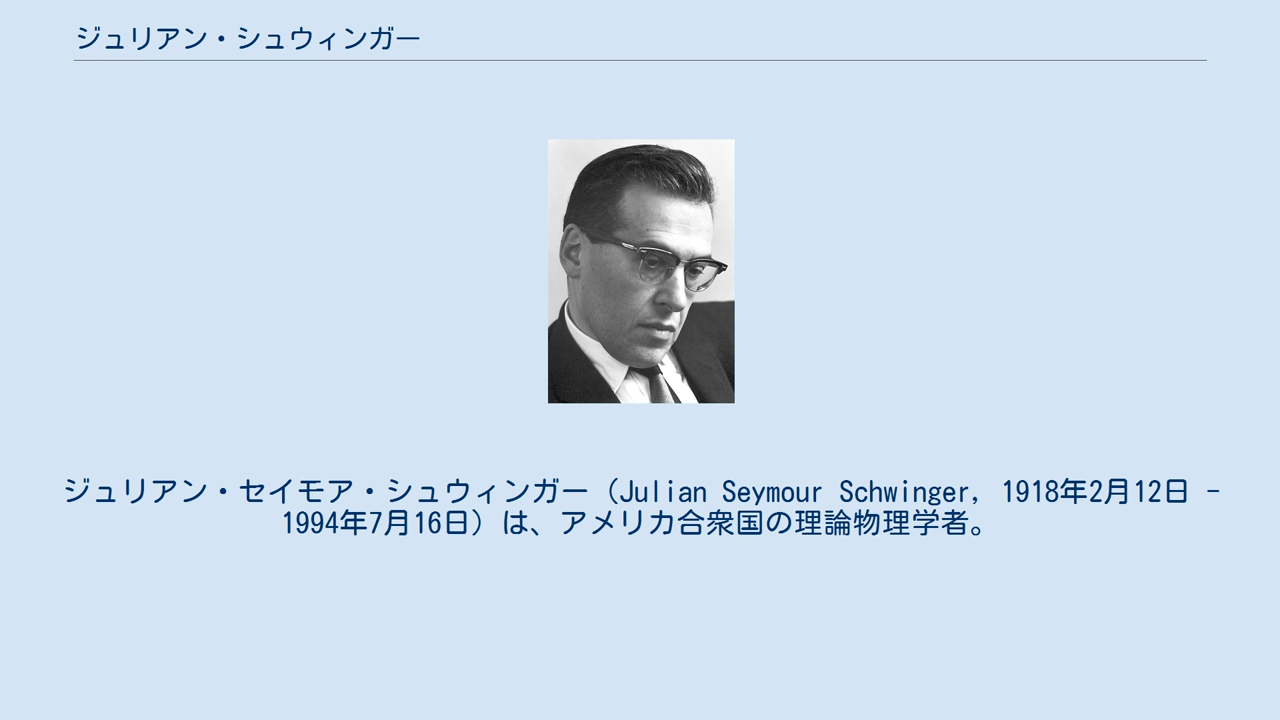 ジュリアン・シュウィンガー
ジュリアン・セイモア・シュウィンガー（Julian Seymour Schwinger, 1918年2月12日 -
1994年7月16日）は、アメリカ合衆国の理論物理学者。